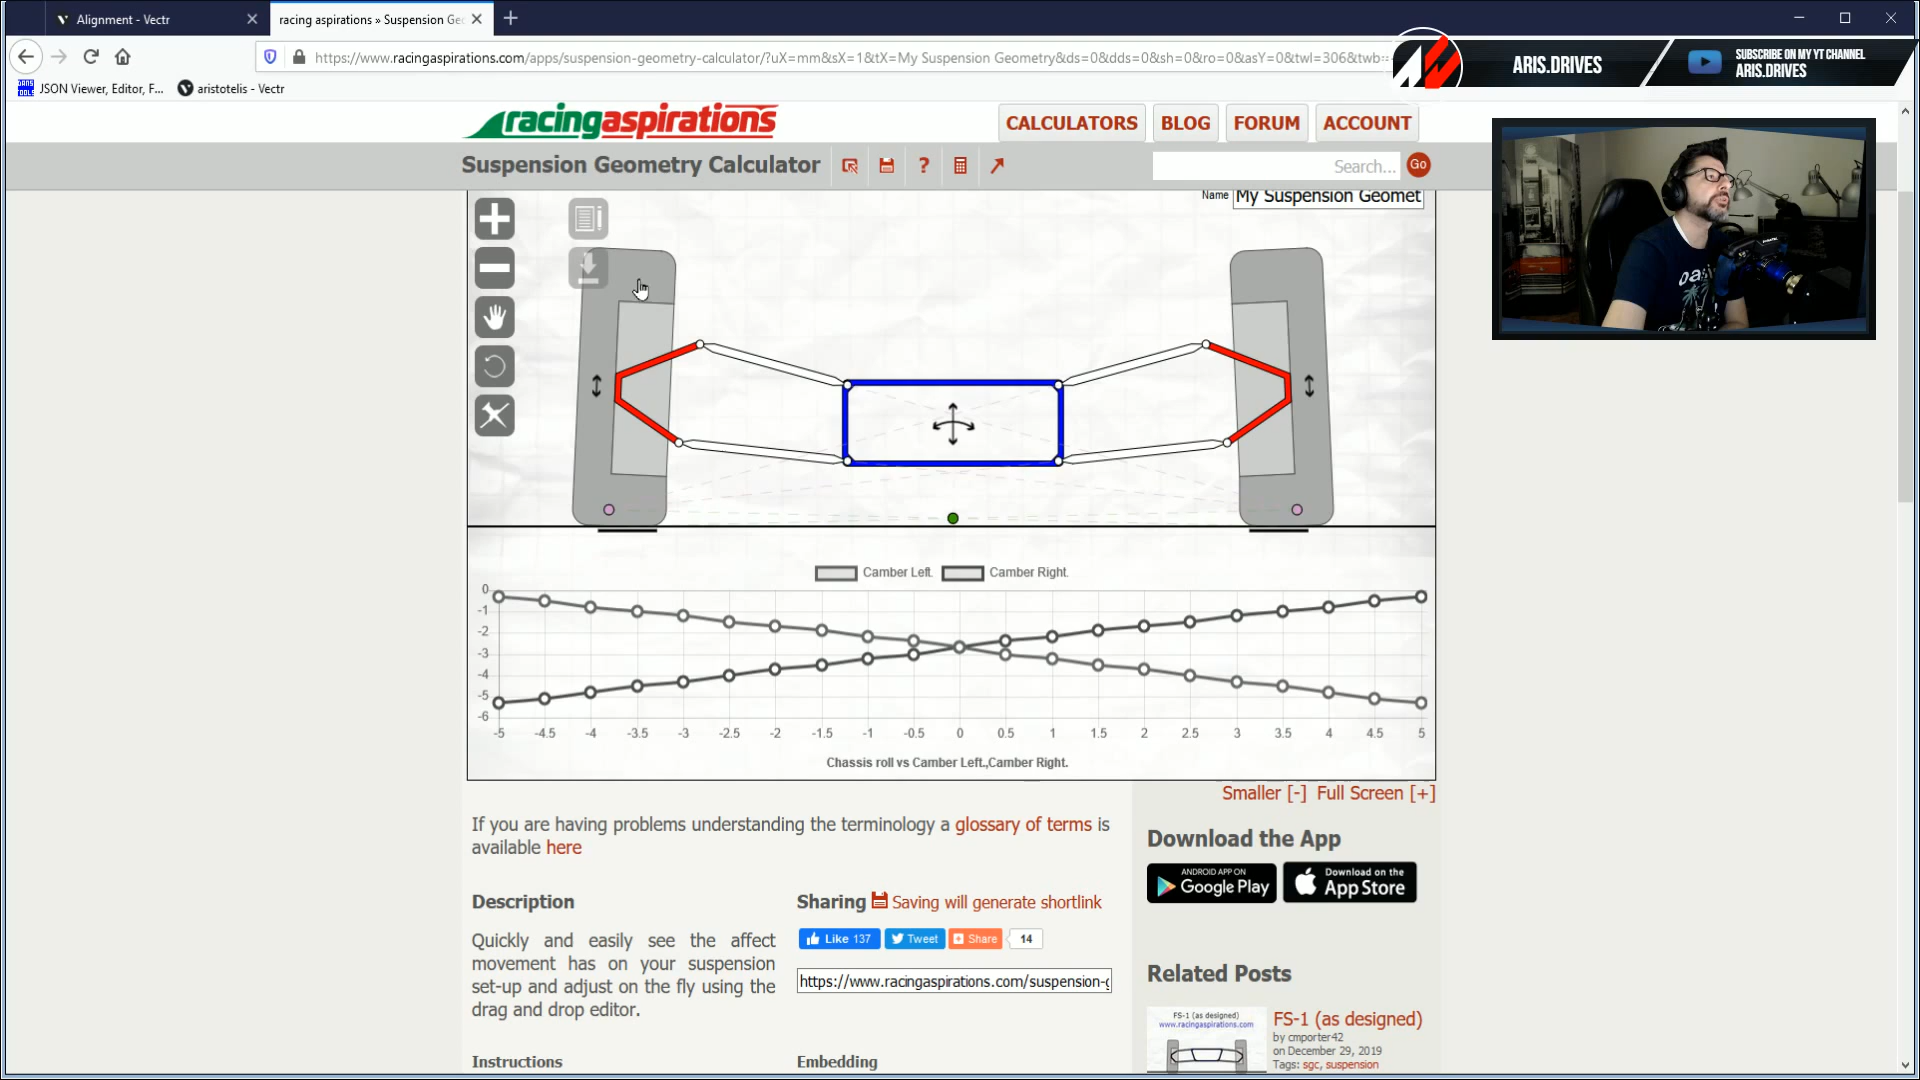 Alignment - Vectr
racing aspirations » Suspension Ge
https://www.racingaspirations.com/apps/suspension-geometry-calculator/?uX=mm&sX=1&tX=My Suspension Geometry&ds=0&dds=0&sh=0&ro=0&asY=0&twl=306&twb=
JSON Viewer, Editor, F...
aristotelis - Vectr
ARIS.DRIVES
SUBSCRIBE ON MY YT CHANNEL
ARIS.DRIVES
racingaspirations
CALCULATORS
BLOG
FORUM
ACCOUNT
Suspension Geometry Calculator
?
Search...
Go
Name
My Suspension Geomet
Camber Left.
Camber Right.
0
-1
-2
-3
-4
-5
-6
-5 -4.5 -4 -3.5 -3 -2.5 -2 -1.5 -1 -0.5 0 0.5 1 1.5 2 2.5 3 3.5 4 4.5 5
Chassis roll vs Camber Left.,Camber Right.
Smaller [-] Full Screen [+]
If you are having problems understanding the terminology a glossary of terms is
available here
Description
Quickly and easily see the affect
movement has on your suspension
set-up and adjust on the fly using the
drag and drop editor.
Instructions
Sharing Saving will generate shortlink
Like 137
Tweet
Share
14
https://www.racingaspirations.com/suspension-g
Embedding
Download the App
ANDROID APP ON
Google Play
Download on the
App Store
Related Posts
FS-1 (as designed)
www.racingaspirations.com
FS-1 (as designed)
by cmporter42
on December 29, 2019
Tags: sgc, suspension